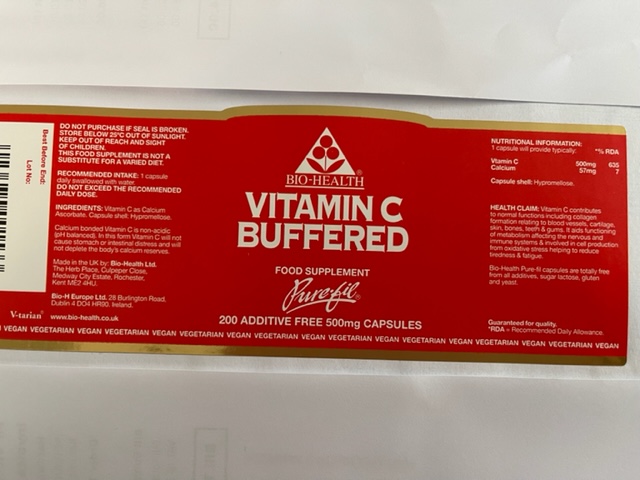 DO NOT PURCHASE IF SEAL IS BROKEN.
STORE BELOW 25°C OUT OF SUNLIGHT.
KEEP OUT OF REACH AND SIGHT
OF CHILDREN.
THIS FOOD SUPPLEMENT IS NOT A
SUBSTITUTE FOR A VARIED DIET.
RECOMMENDED INTAKE: 1 capsule
daily swallowed with water.
DO NOT EXCEED THE RECOMMENDED
DAILY DOSE.
INGREDIENTS: Vitamin C as Calcium
Ascorbate. Capsule shell: Hypromellose.
Calcium bonded Vitamin C is non-acidic
(pH balanced). In this form Vitamin C will not
cause stomach or intestinal distress and will
not deplete the body's calcium reserves.
Made in the UK by: Bio-Health Ltd.
The Herb Place, Culpeper Close,
Medway City Estate, Rochester,
Kent ME2 4HU.
Bio-H Europe Ltd, 28 Burlington Road,
Dublin 4 DO4 HR90. Ireland.
V-tarian® www.bio-health.co.uk
Best Before End:
Lot No:
BIO-HEALTH®
VITAMIN C
BUFFERED
FOOD SUPPLEMENT
Pure-fil®
200 ADDITIVE FREE 500mg CAPSULES
NUTRITIONAL INFORMATION:
1 capsule will provide typically: *% RDA
Vitamin C 500mg 635
Calcium 57mg 7
Capsule shell: Hypromellose.
HEALTH CLAIM: Vitamin C contributes
to normal functions including collagen
formation relating to blood vessels, cartilage,
skin, bones, teeth & gums. It aids functioning
of metabolism affecting the nervous and
immune systems & involved in cell production
from oxidative stress helping to reduce
tiredness & fatigue.
Bio-Health Pure-fil capsules are totally free
from all additives, sugar lactose, gluten
and yeast.
Guaranteed for quality.
*RDA = Recommended Daily Allowance.
VEGAN VEGETARIAN VEGAN VEGETARIAN VEGAN VEGETARIAN VEGAN VEGETARIAN VEGAN VEGETARIAN VEGAN VEGETARIAN VEGAN VEGETARIAN VEGAN VEGETARIAN VEGAN VEGETARIAN VEGAN